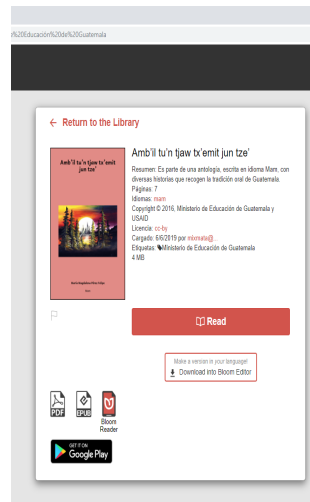 n%20Educación%20de%20Guatemala
← Return to the Library
Amb'il tu'n tjaw tx'emit
jun tze'
Amb'il tu'n tjaw tx'emit jun tze'
Resumen: Es parte de una antología, escrita en idioma Mam, con
diversas historias que recogen la tradición oral de Guatemala.
Páginas: 7
Idiomas: mam
Copyright © 2016, Ministerio de Educación de Guatemala y
USAID
Licencia: cc-by
Cargado: 6/6/2019 por mixmata@...
Etiquetas: Ministerio de Educación de Guatemala
4 MB
Read
Make a version in your language!
Download into Bloom Editor
PDF
EPUB
Bloom
Reader
GET IT ON
Google Play